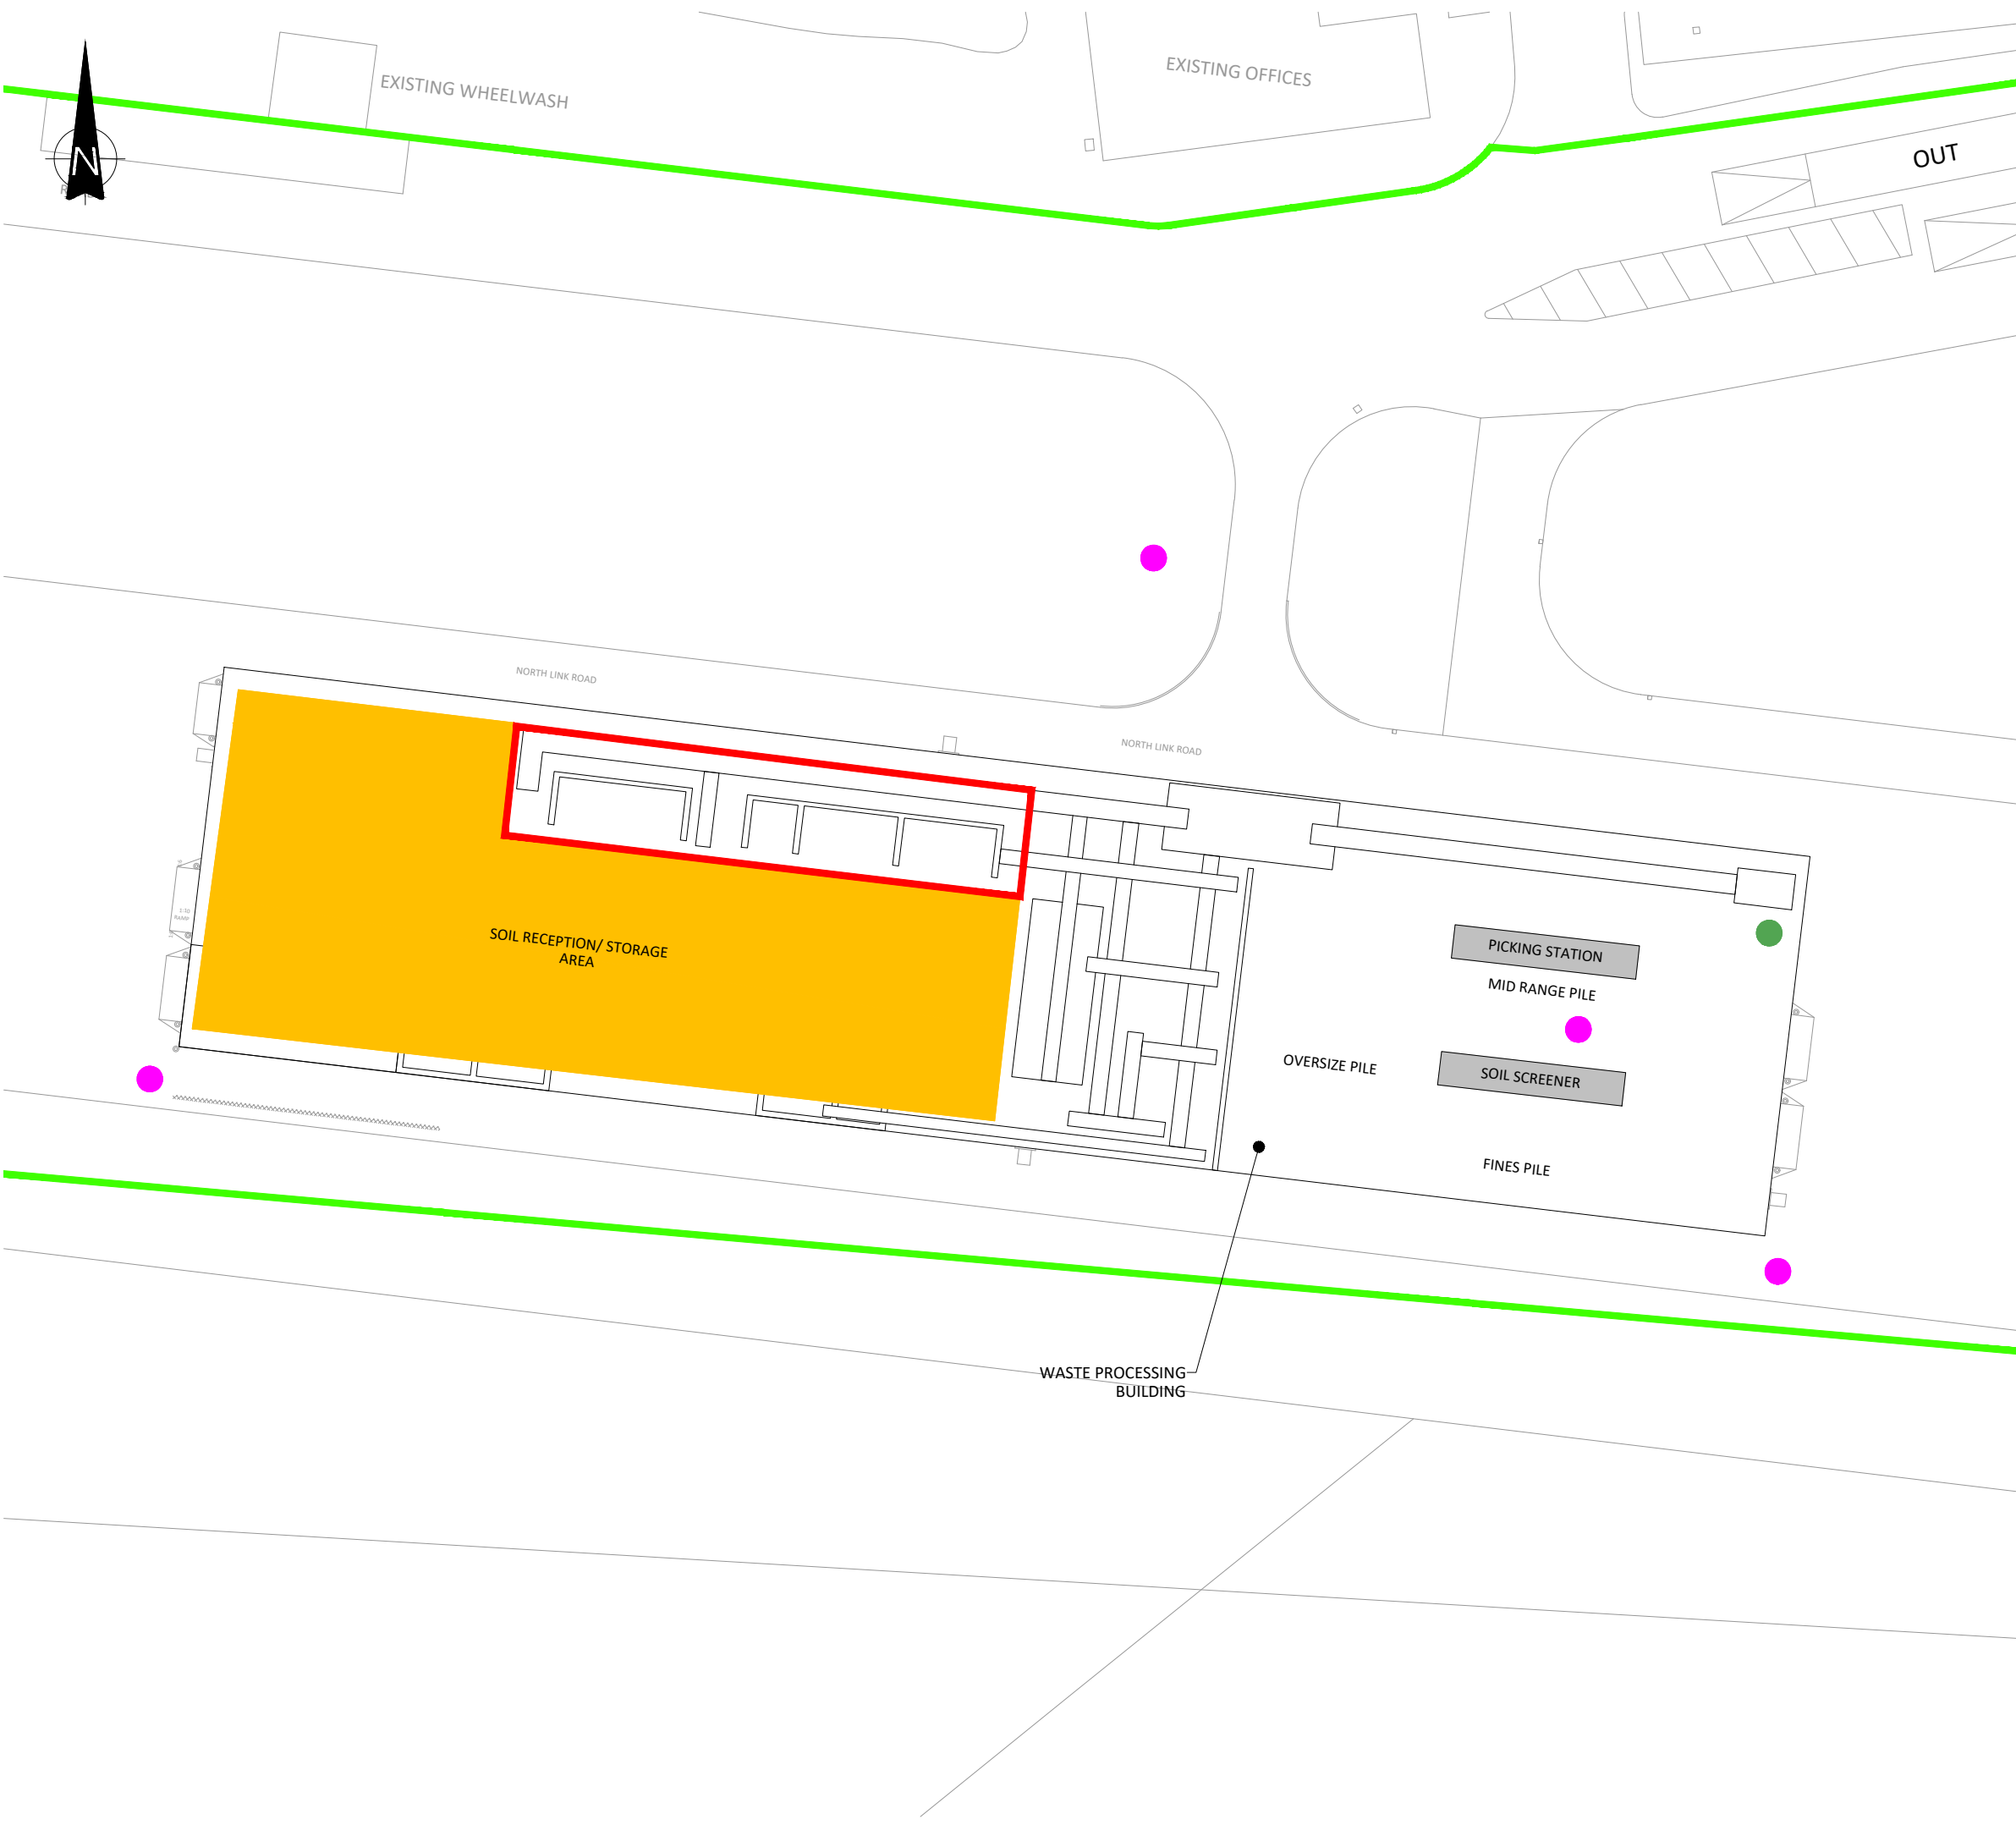 EXISTING WHEELWASH
EXISTING OFFICES
OUT
N
NORTH LINK ROAD
NORTH LINK ROAD
SOIL RECEPTION/ STORAGE
AREA
PICKING STATION
MID RANGE PILE
OVERSIZE PILE
SOIL SCREENER
FINES PILE
RAMP
WASTE PROCESSING
BUILDING